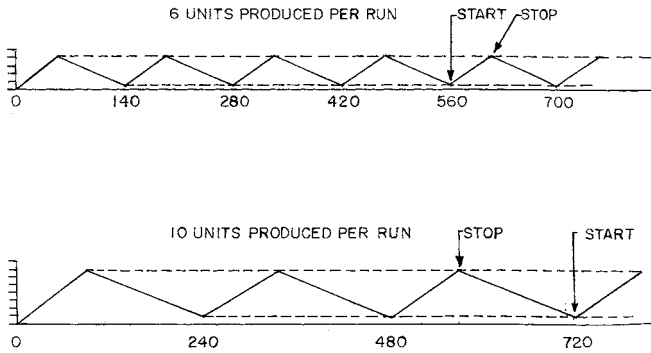 6 UNITS PRODUCED PER RUN START STOP
0 140 280 420 560 700
10 UNITS PRODUCED PER RUN STOP START
0 240 480 720